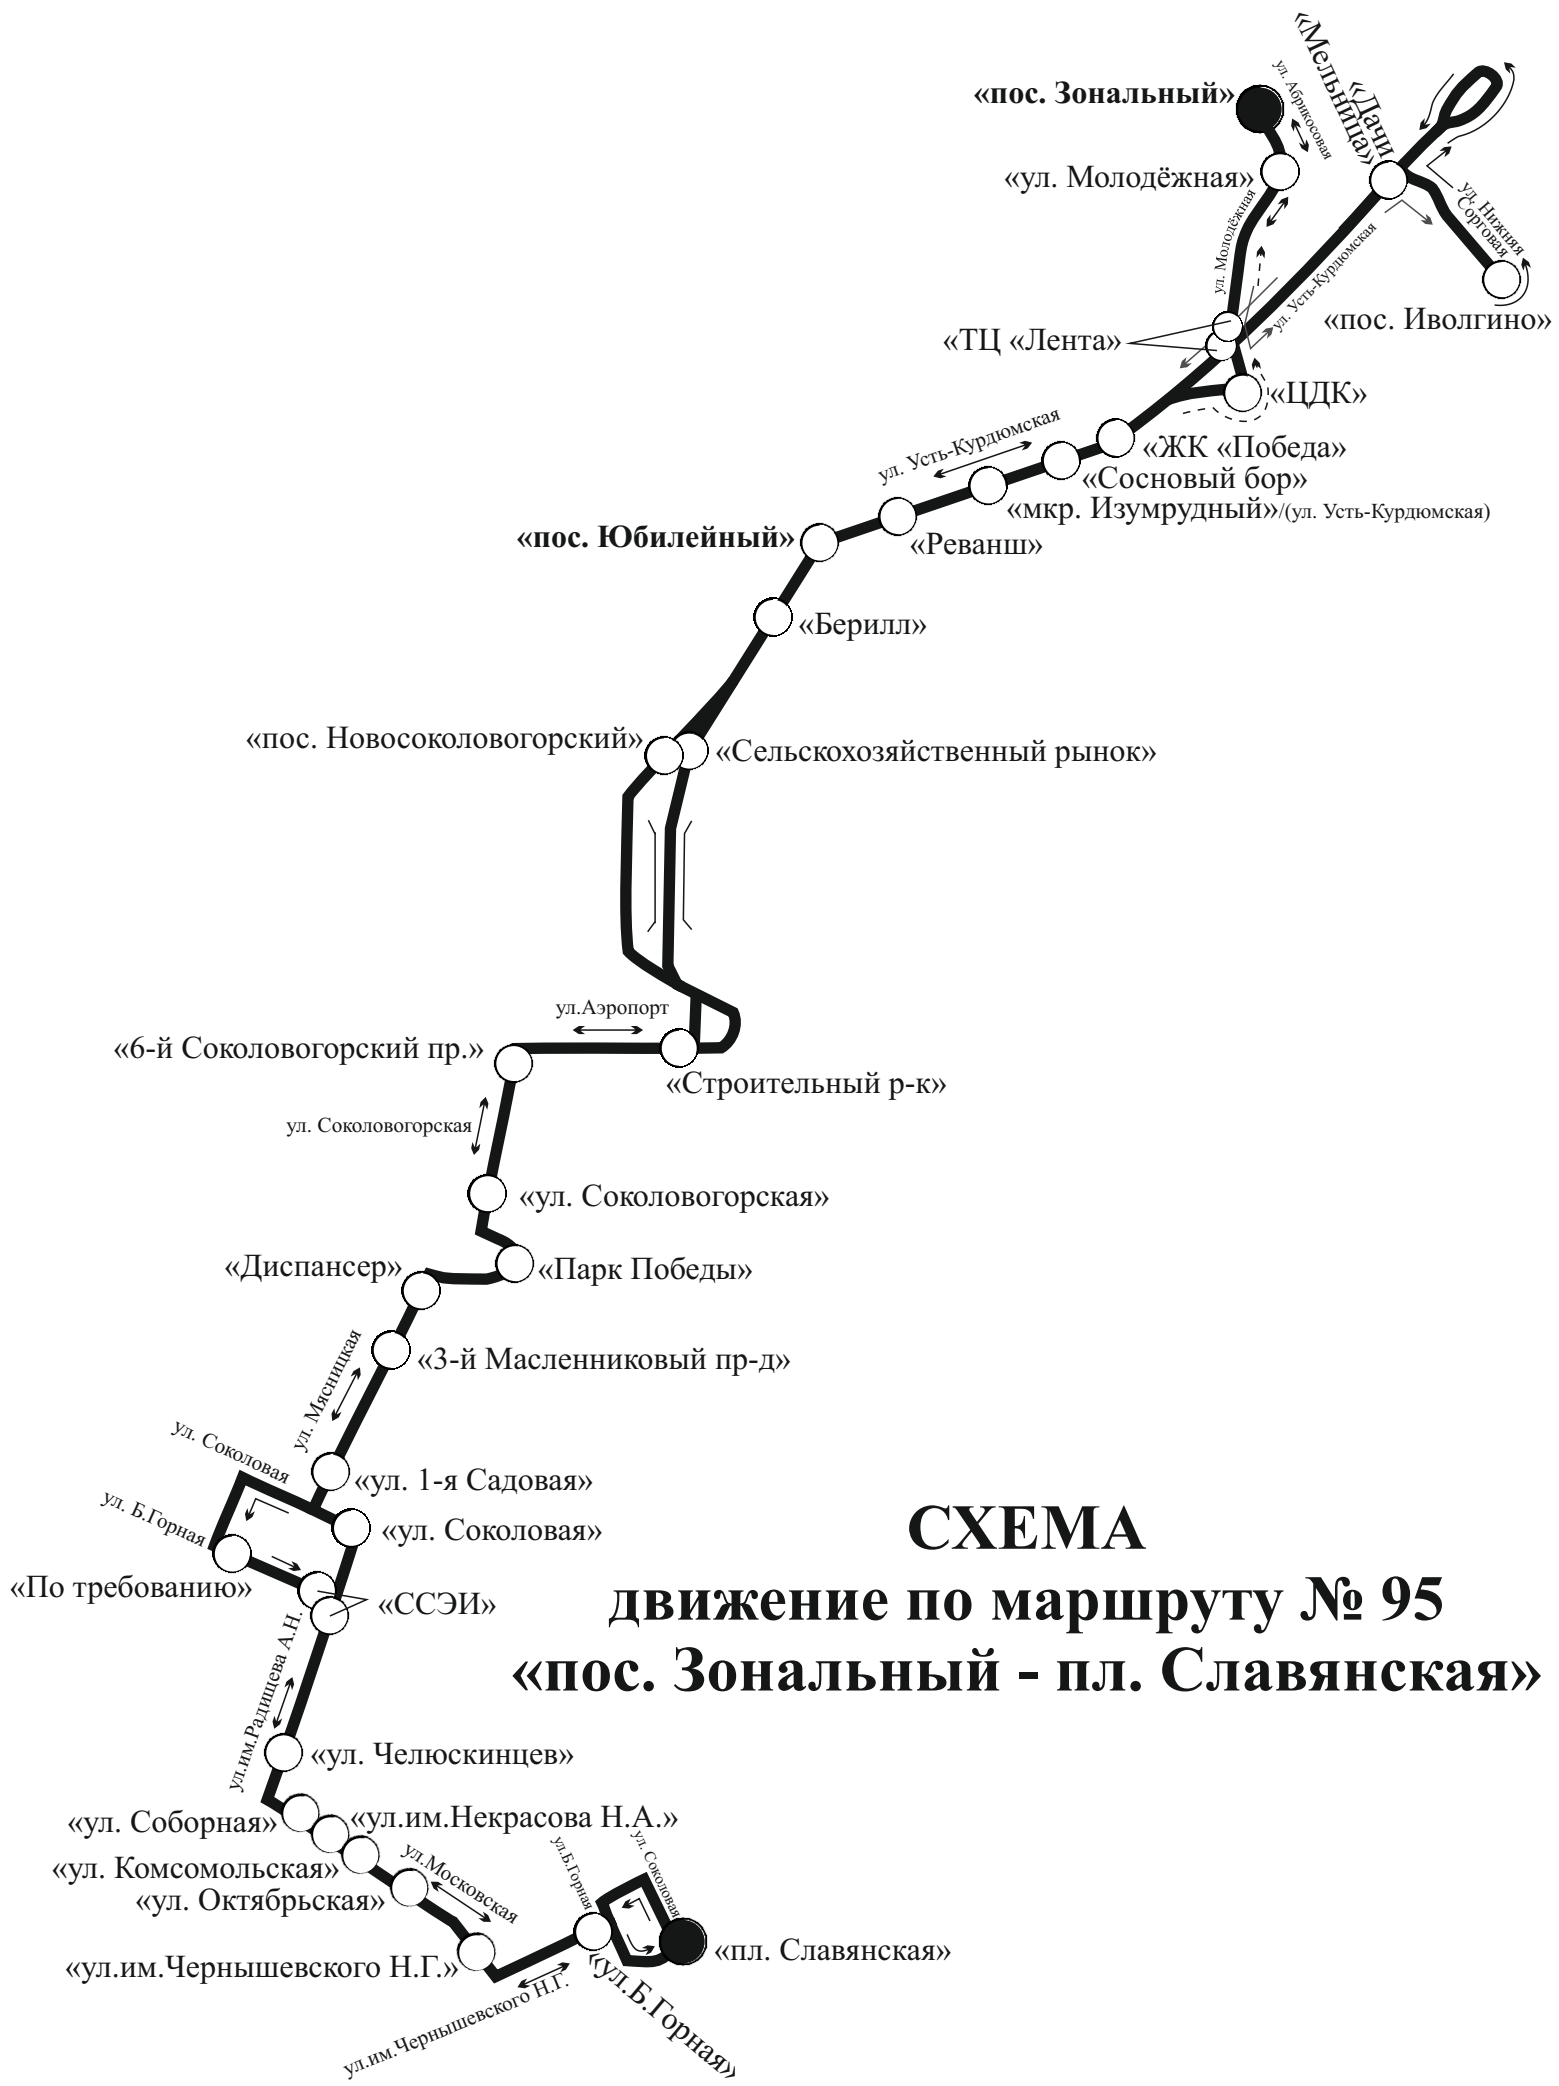 «Мельница»
«Дачи
ул. Абрикосовая
«пос. Зональный»
«ул. Молодёжная»
ул. Молодёжная
ул. Нижняя
Сорговая
ул. Усть-Курдюмская
«пос. Иволгино»
«ТЦ «Лента»
«ЦДК»
ул. Усть-Курдюмская
«ЖК «Победа»
«Сосновый бор»
«мкр. Изумрудный»/(ул. Усть-Курдюмская)
«пос. Юбилейный»
«Реванш»
«Берилл»
«пос. Новосоколовогорский»
«Сельскохозяйственный рынок»
ул.Аэропорт
«6-й Соколовогорский пр.»
«Строительный р-к»
ул. Соколовогорская
«ул. Соколовогорская»
«Диспансер»
«Парк Победы»
«3-й Масленниковый пр-д»
ул. Мясницкая
ул. Соколовая
«ул. 1-я Садовая»
ул. Б.Горная
«ул. Соколовая»
«По требованию»
«ССЭИ»
СХЕМА
движение по маршруту № 95
«пос. Зональный - пл. Славянская»
ул.им.Радищева А.Н.
«ул. Челюскинцев»
«ул. Соборная»
«ул.им.Некрасова Н.А.»
«ул. Комсомольская»
ул.Московская
«ул. Октябрьская»
ул.Б.Горная
ул. Соколовая
«ул.им.Чернышевского Н.Г.»
«пл. Славянская»
ул.им.Чернышевского Н.Г.
«ул.Б.Горная»